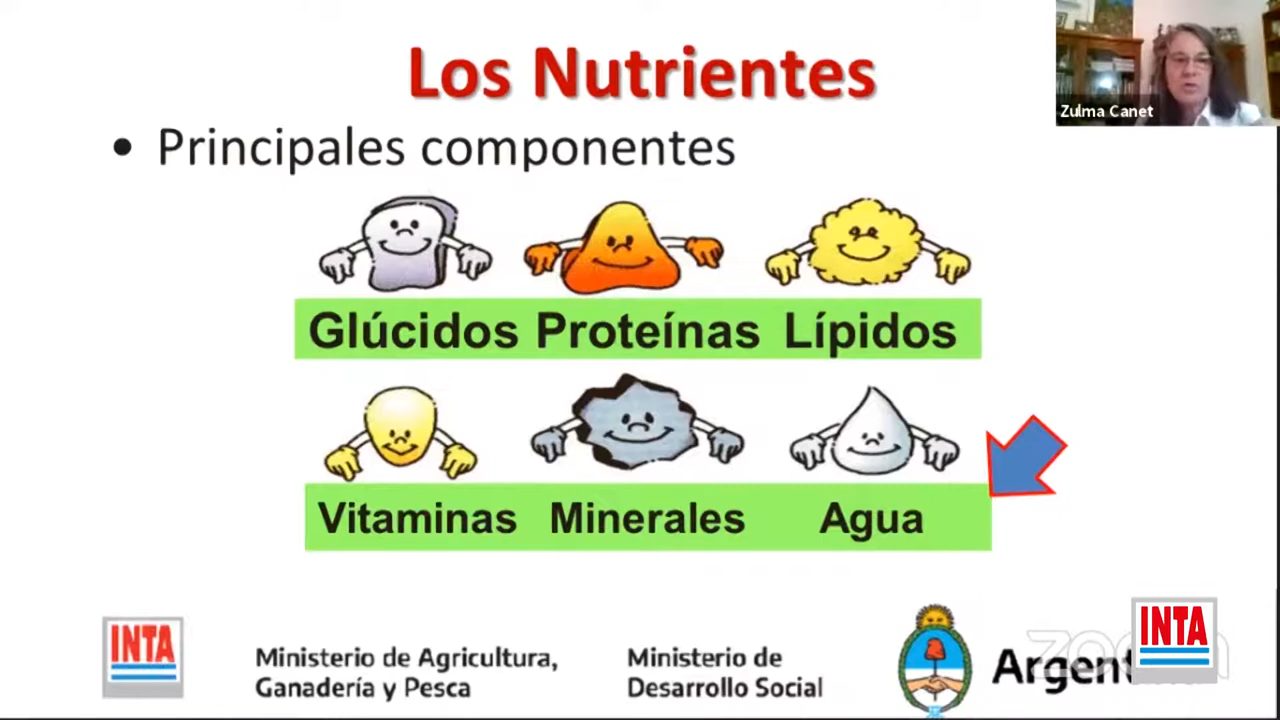 Los Nutrientes
Zulma Canet
• Principales componentes
Glúcidos Proteínas Lípidos
Vitaminas Minerales Agua
INTA
Ministerio de Agricultura,
Ganadería y Pesca
Ministerio de
Desarrollo Social
Argent
zoom
INTA